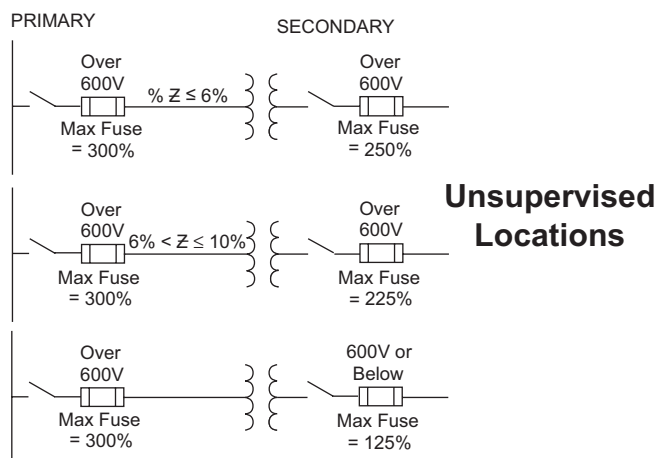 PRIMARY
SECONDARY
Over
600V
% Z ≤ 6%
Max Fuse
= 300%
Over
600V
Max Fuse
= 250%
Over
600V
6% < Z ≤ 10%
Max Fuse
= 300%
Over
600V
Max Fuse
= 225%
Unsupervised
Locations
Over
600V
Max Fuse
= 300%
600V or
Below
Max Fuse
= 125%